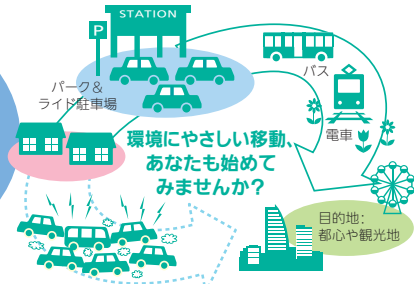 STATION
P
パーク&
ライド駐車場
バス
電車
環境にやさしい移動、
あなたも始めて
みませんか?
目的地:
都心や観光地